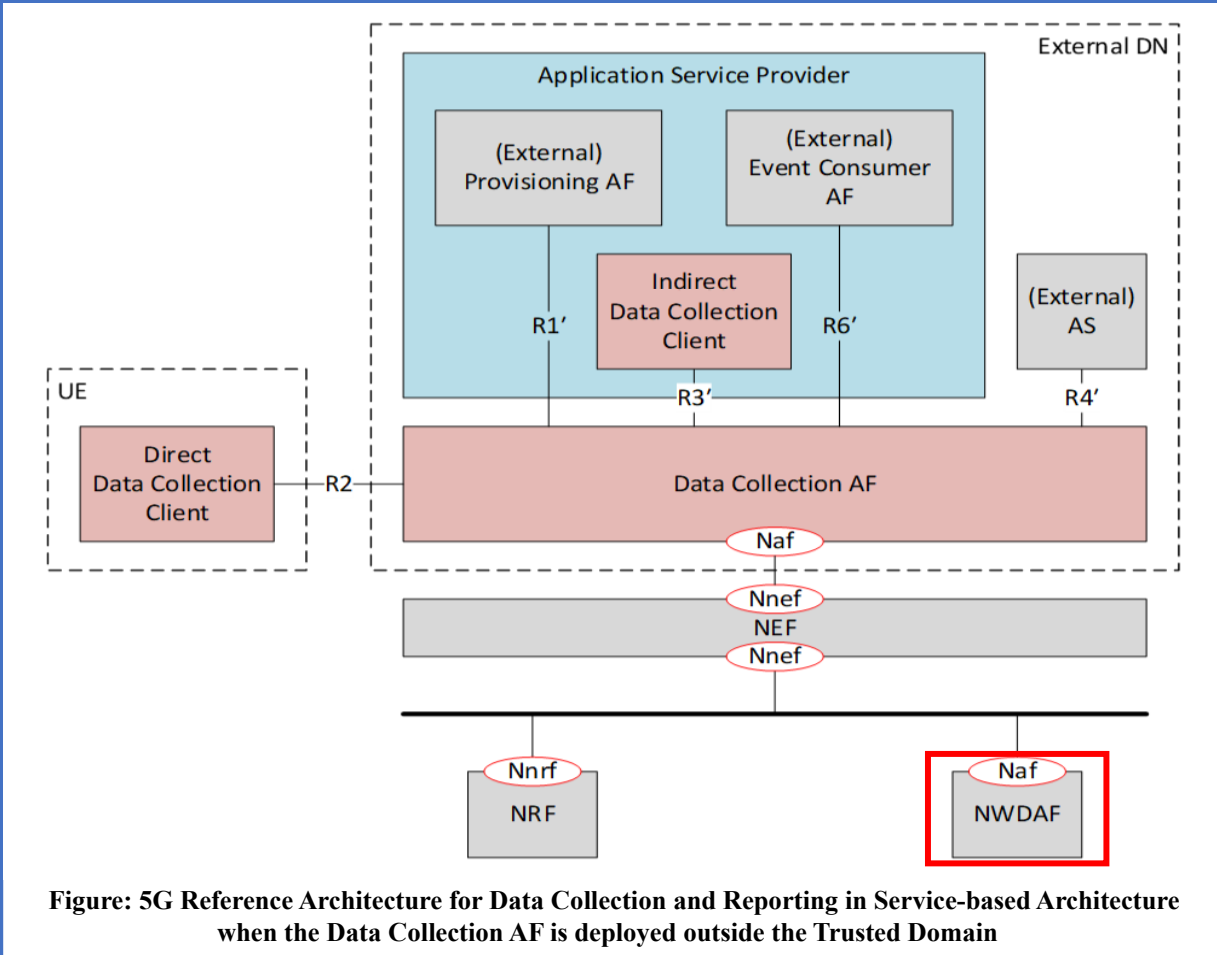 External DN
Application Service Provider
(External)
Provisioning AF
(External)
Event Consumer
AF
Indirect
Data Collection
Client
(External)
AS
R1′
R6′
R3′
R4′
UE
Direct
Data Collection
Client
R2
Data Collection AF
Naf
Nnef
NEF
Nnef
Nnrf
NRF
Naf
NWDAF
Figure: 5G Reference Architecture for Data Collection and Reporting in Service-based Architecture
when the Data Collection AF is deployed outside the Trusted Domain